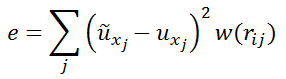 e = ∑_j (ũ_{x_j} − u_{x_j})² w(r_{ij})